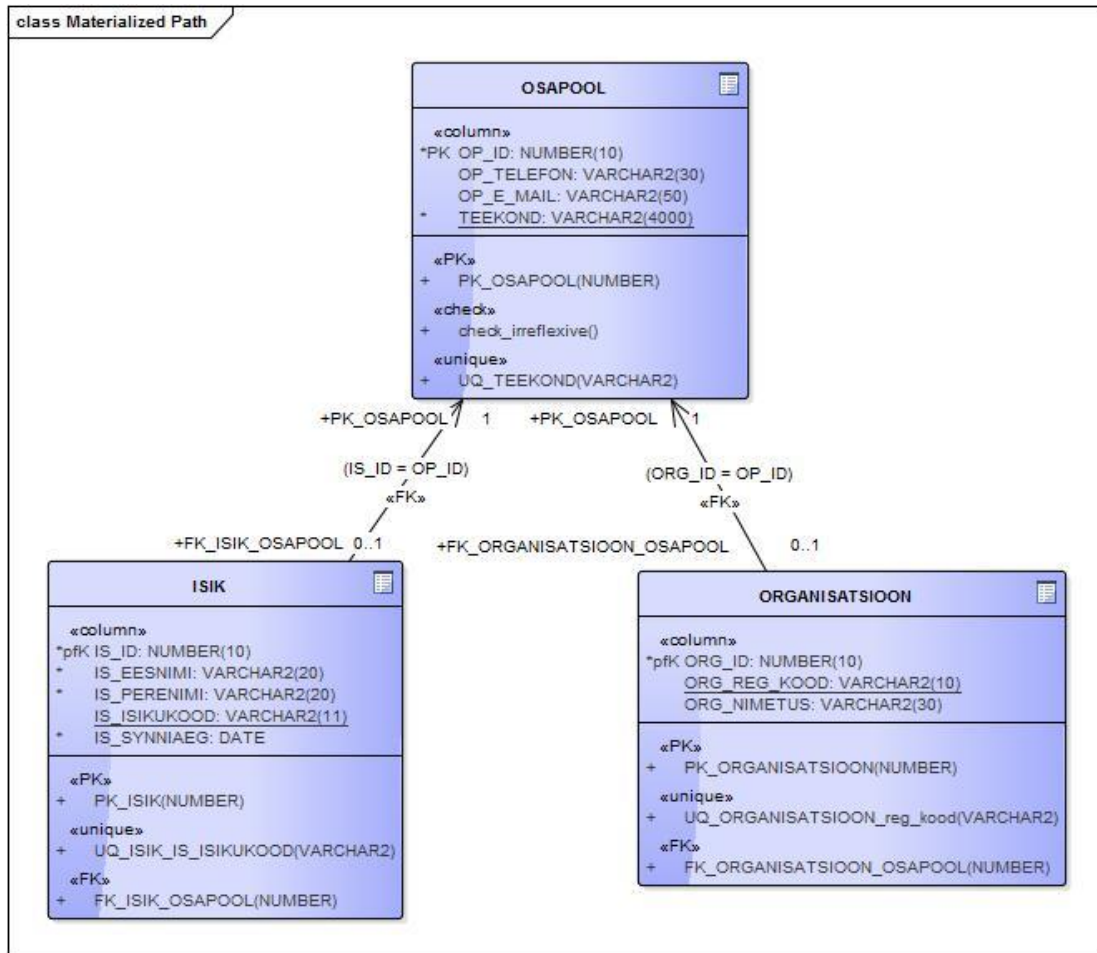 class Materialized Path
OSAPOOL
«column»
*PK OP_ID: NUMBER(10)
OP_TELEFON: VARCHAR2(30)
OP_E_MAIL: VARCHAR2(50)
* TEEKOND: VARCHAR2(4000)
«PK»
+ PK_OSAPOOL(NUMBER)
«check»
+ check_irreflexive()
«unique»
+ UQ_TEEKOND(VARCHAR2)
+PK_OSAPOOL 1 +PK_OSAPOOL 1
(IS_ID = OP_ID)
«FK»
(ORG_ID = OP_ID)
«FK»
+FK_ISIK_OSAPOOL 0..1
+FK_ORGANISATSIOON_OSAPOOL 0..1
ISIK
«column»
*pfK IS_ID: NUMBER(10)
* IS_EESNIMI: VARCHAR2(20)
* IS_PERENIMI: VARCHAR2(20)
IS_ISIKUKOOD: VARCHAR2(11)
* IS_SYNNIAEG: DATE
«PK»
+ PK_ISIK(NUMBER)
«unique»
+ UQ_ISIK_IS_ISIKUKOOD(VARCHAR2)
«FK»
+ FK_ISIK_OSAPOOL(NUMBER)
ORGANISATSIOON
«column»
*pfK ORG_ID: NUMBER(10)
ORG_REG_KOOD: VARCHAR2(10)
ORG_NIMETUS: VARCHAR2(30)
«PK»
+ PK_ORGANISATSIOON(NUMBER)
«unique»
+ UQ_ORGANISATSIOON_reg_kood(VARCHAR2)
«FK»
+ FK_ORGANISATSIOON_OSAPOOL(NUMBER)